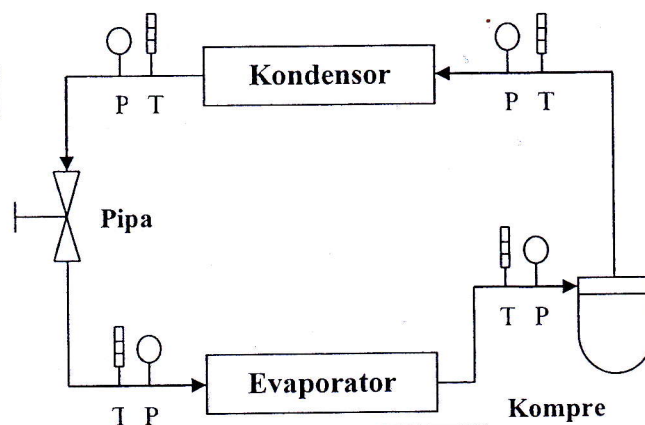 Kondensor
P T
P T
Pipa
T P
T P
Evaporator
Kompre